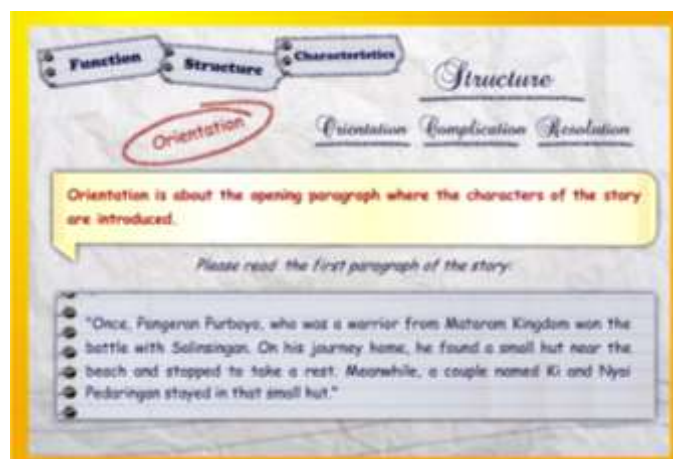 Function
Structure
Characteristics
Structure
Orientation
Orientation Complication Resolution
Orientation is about the opening paragraph where the characters of the story
are introduced.
Please read the first paragraph of the story:
"Once, Pangeran Purboyo, who was a warrior from Mataram Kingdom won the
battle with Salinsingan. On his journey home, he found a small hut near the
beach and stopped to take a rest. Meanwhile, a couple named Ki and Nyai
Pedaringan stayed in that small hut."